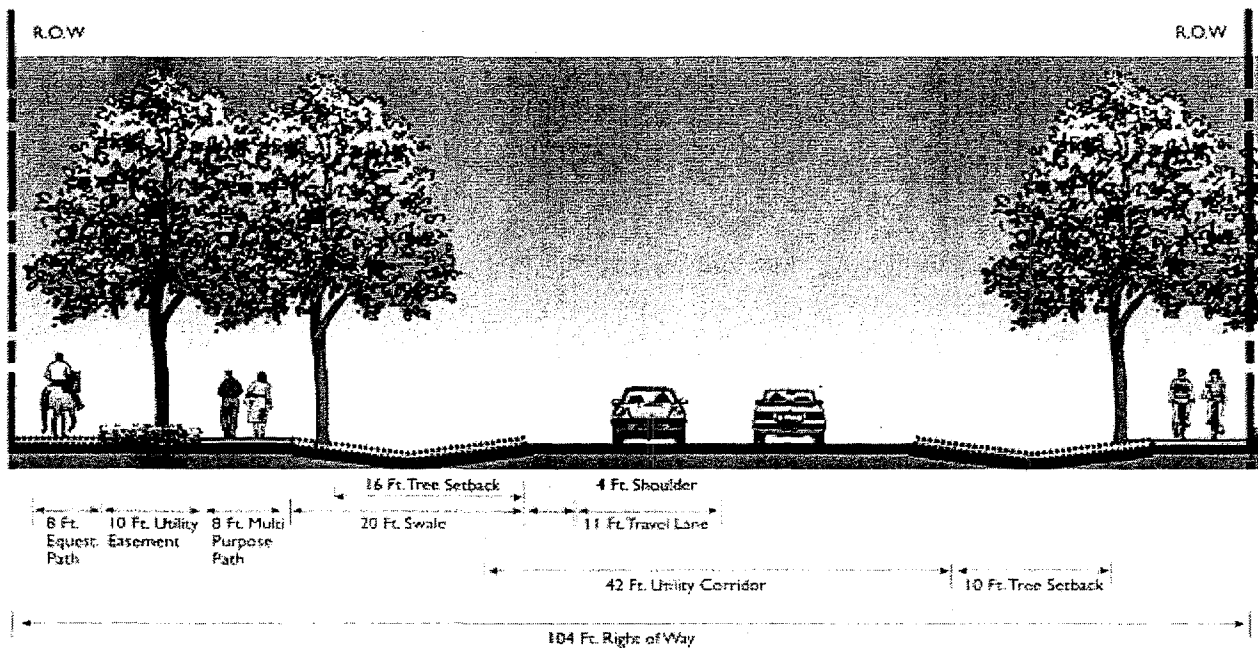 R.O.W
R.O.W
16 Ft. Tree Setback
4 Ft. Shoulder
8 Ft.
Equest.
Path
10 Ft. Utility
Easement
8 Ft. Multi
Purpose
Path
20 Ft. Swale
11 Ft. Travel Lane
42 Ft. Utility Corridor
10 Ft. Tree Setback
104 Ft. Right of Way